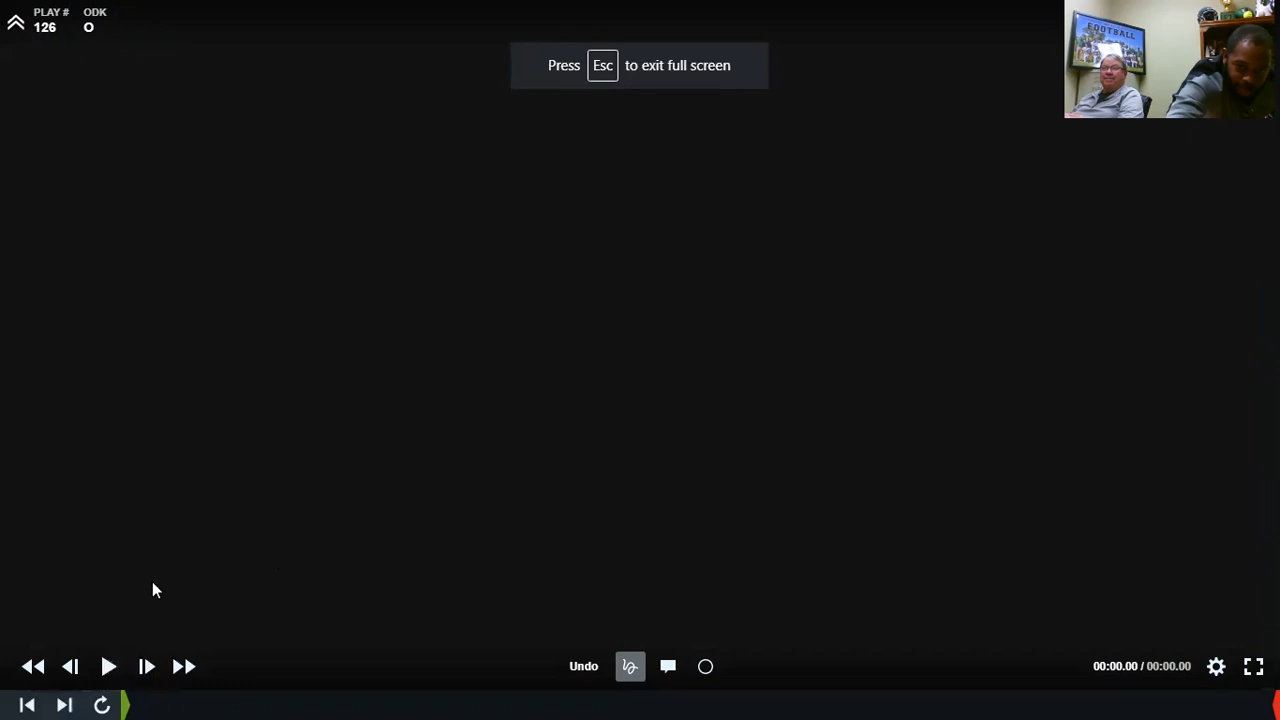 PLAY # ODK
126 O
Press Esc to exit full screen
FOOTBALL
Undo
00:00.00 / 00:00.00